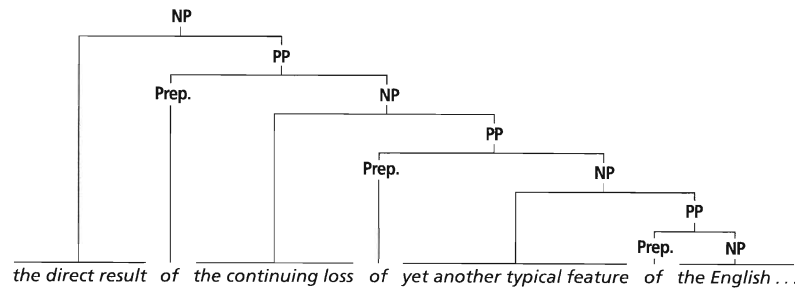 NP
PP
Prep.
NP
PP
Prep.
NP
PP
Prep. NP
the direct result of the continuing loss of yet another typical feature of the English . . .